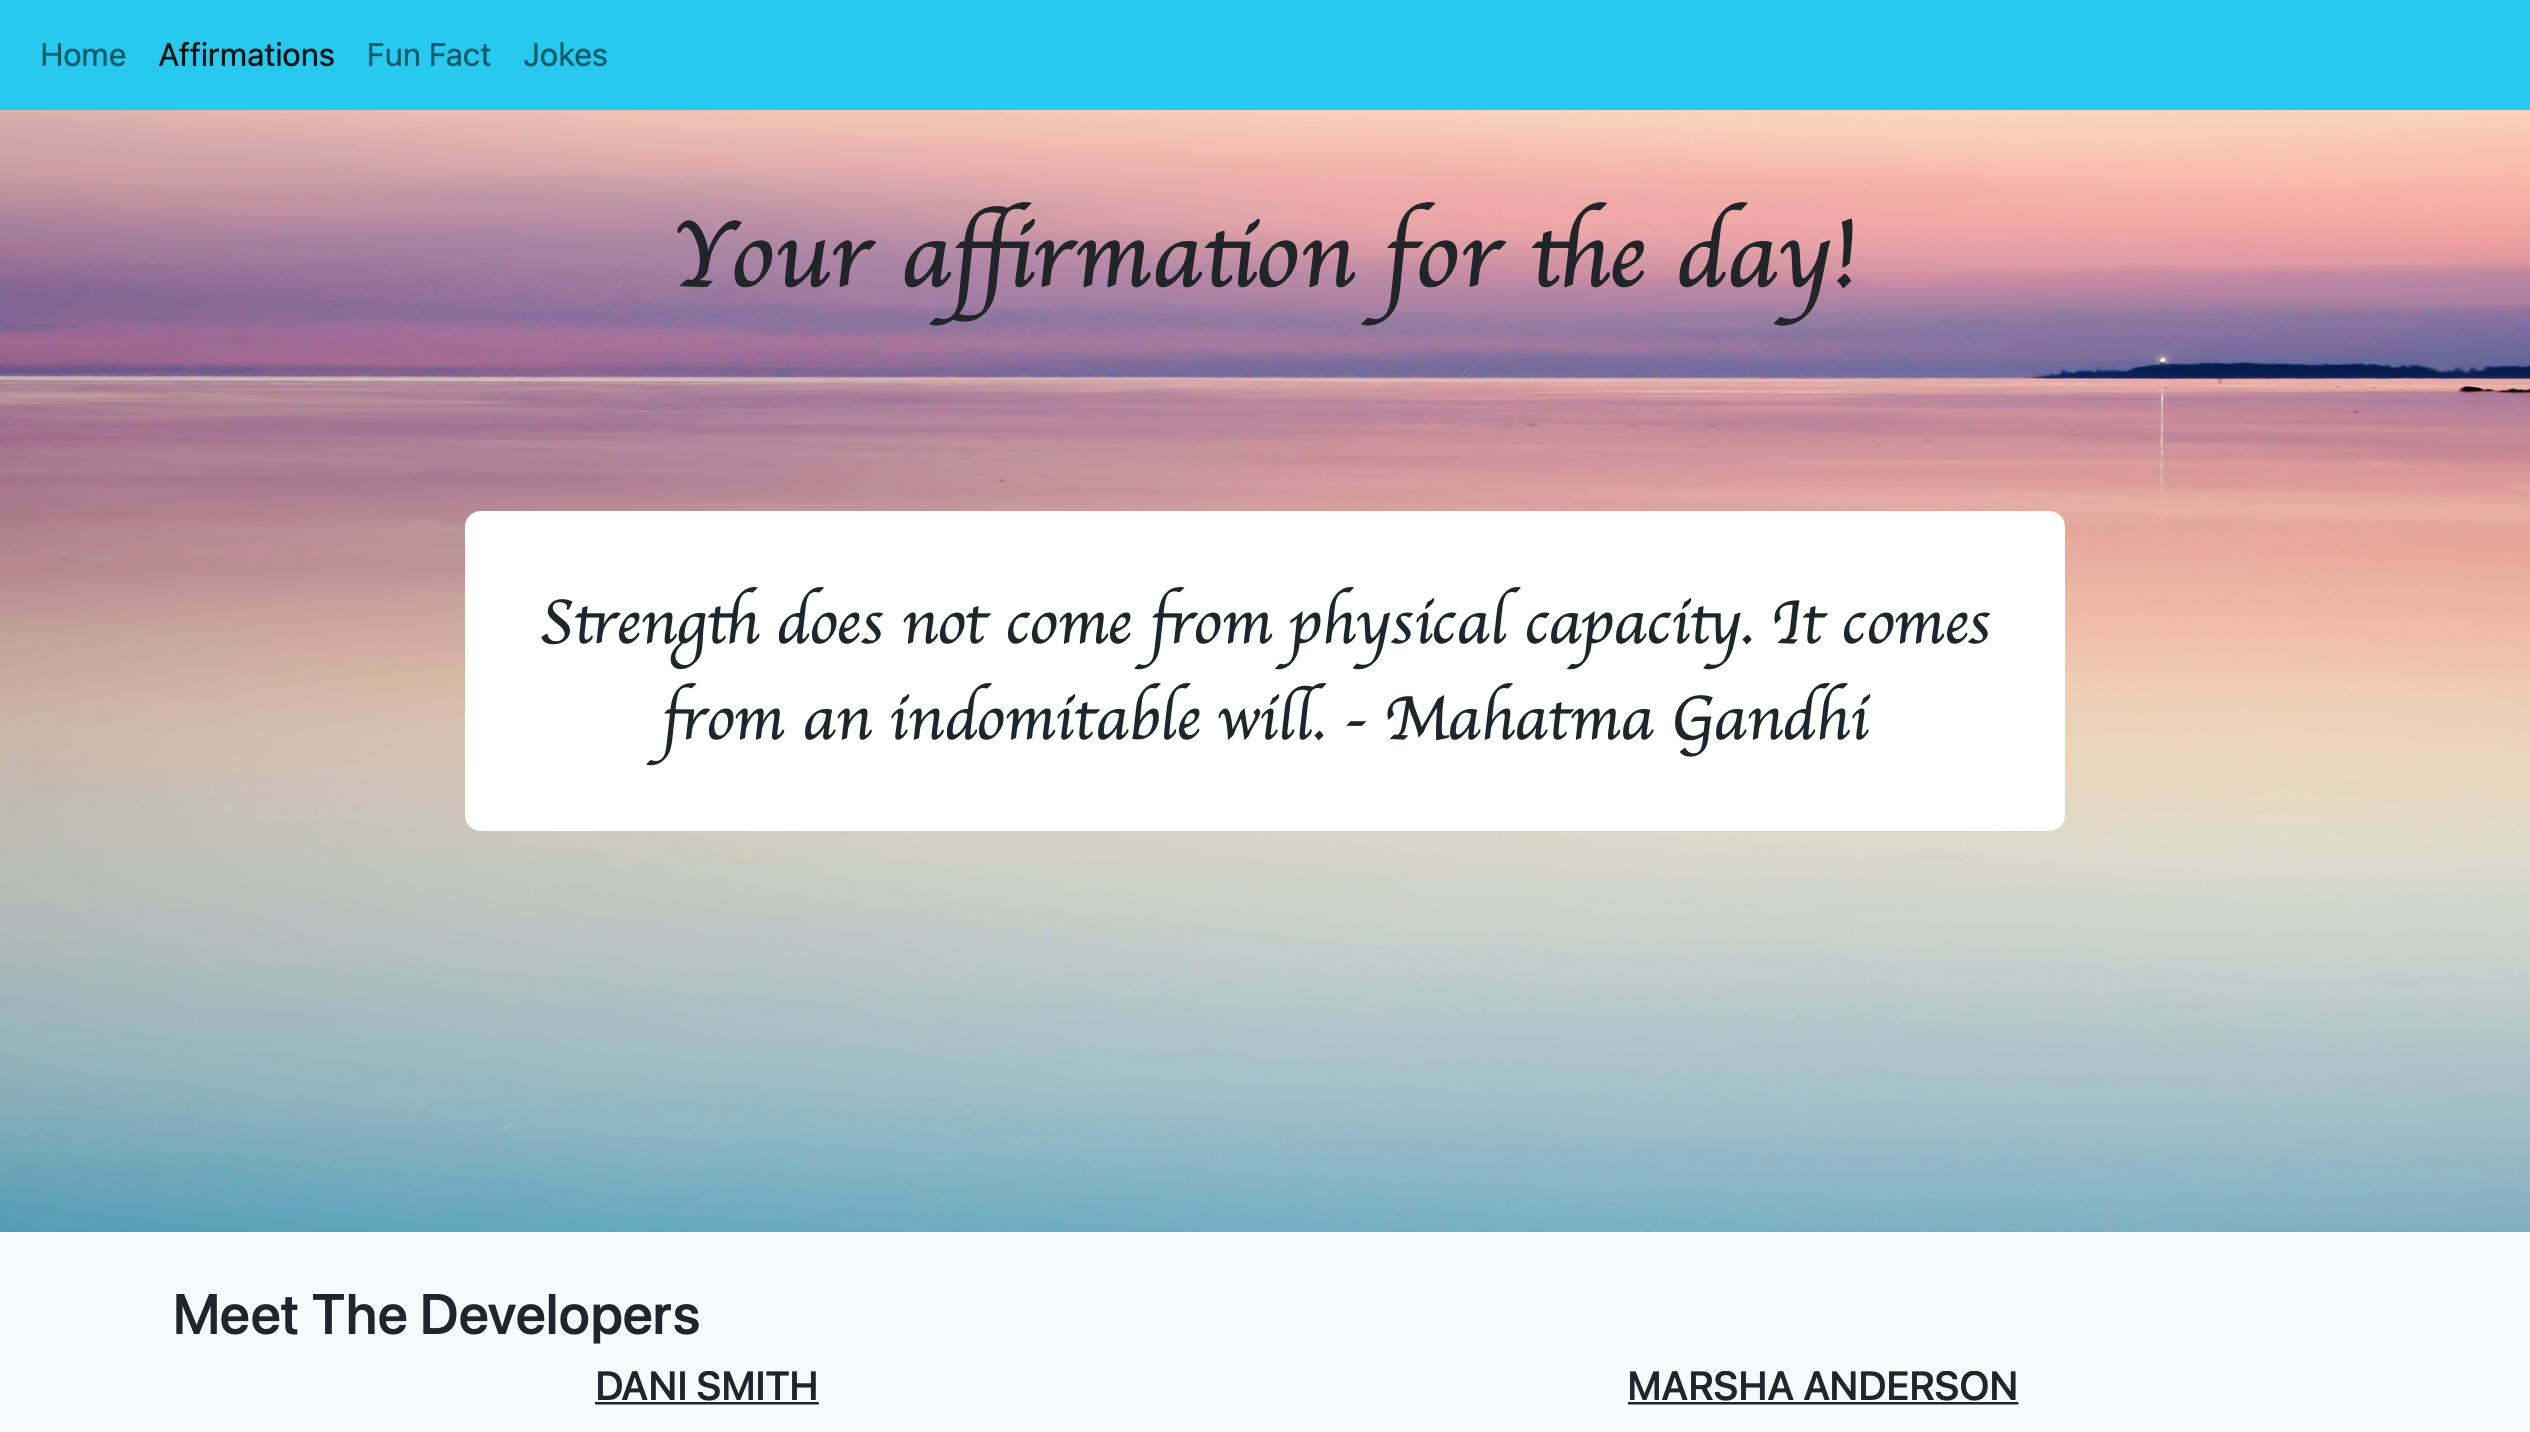 Home Affirmations Fun Fact Jokes
Your affirmation for the day!
Strength does not come from physical capacity. It comes
from an indomitable will. - Mahatma Gandhi
Meet The Developers
DANI SMITH MARSHA ANDERSON